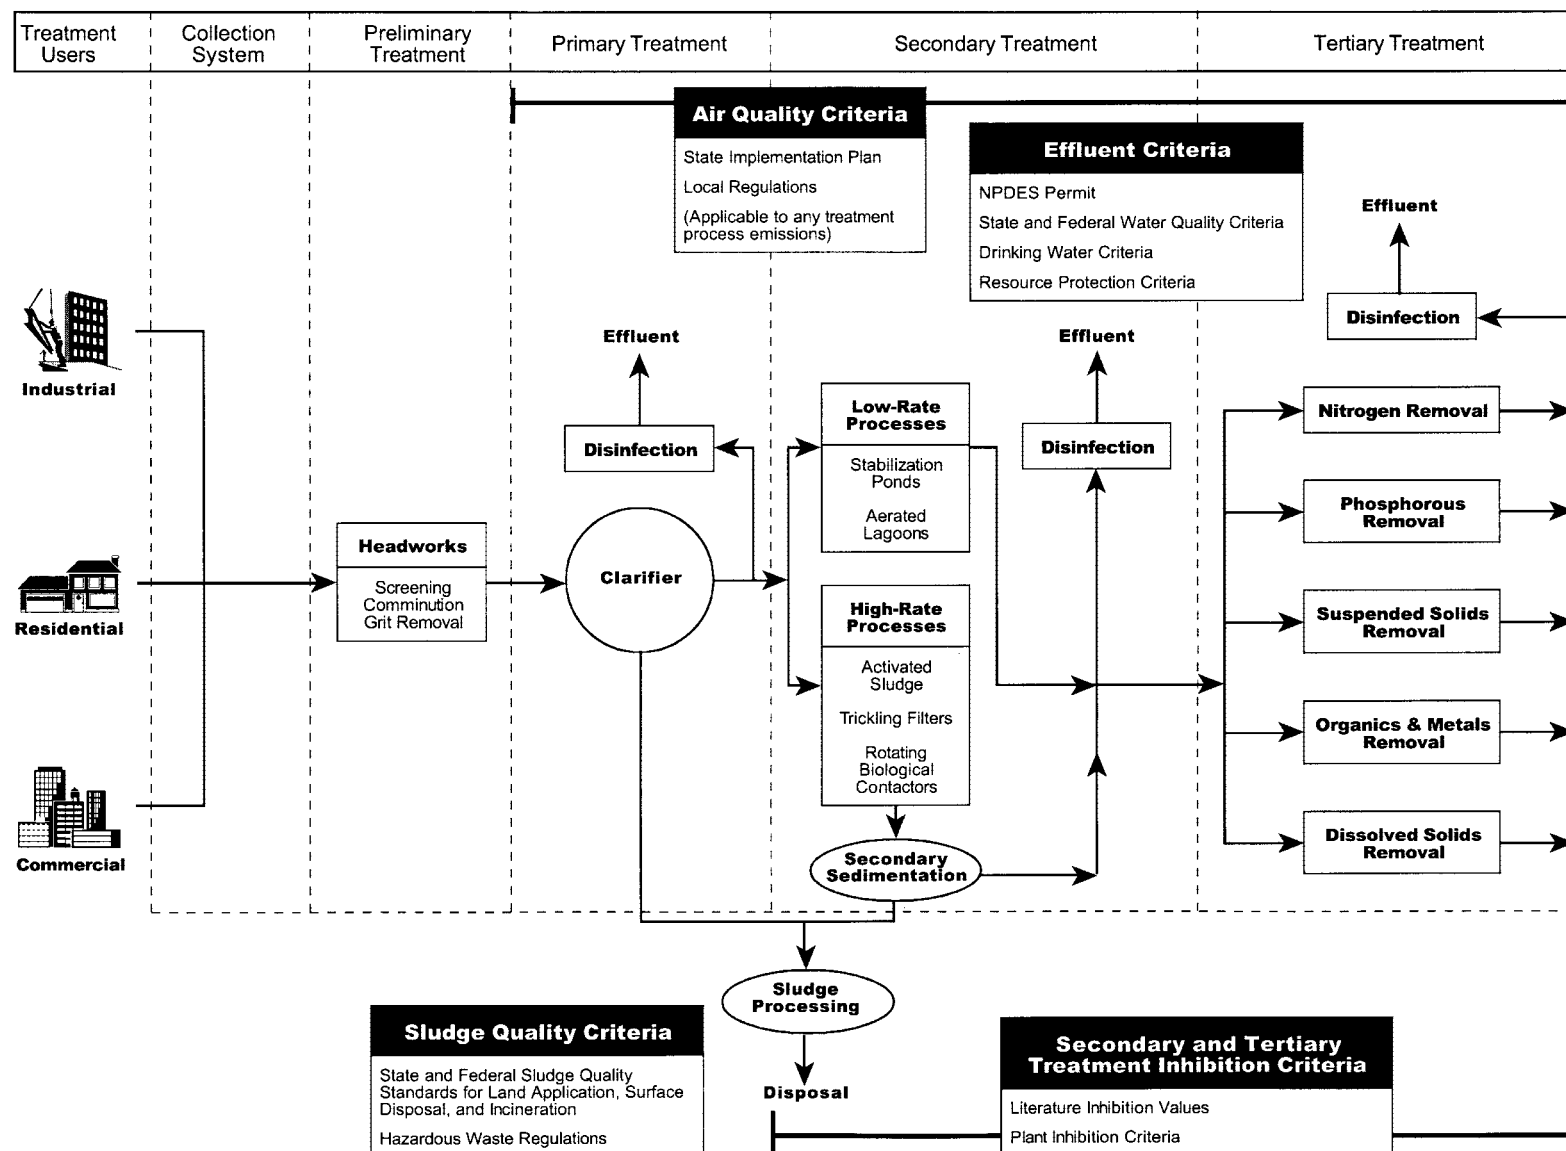 Treatment
Users
Collection
System
Preliminary
Treatment
Primary Treatment
Secondary Treatment
Tertiary Treatment
Air Quality Criteria
State Implementation Plan
Local Regulations
(Applicable to any treatment
process emissions)
Effluent Criteria
NPDES Permit
State and Federal Water Quality Criteria
Drinking Water Criteria
Resource Protection Criteria
Effluent
Disinfection
Industrial
Residential
Commercial
Headworks
Screening
Comminution
Grit Removal
Effluent
Disinfection
Clarifier
Low-Rate
Processes
Stabilization
Ponds
Aerated
Lagoons
High-Rate
Processes
Activated
Sludge
Trickling Filters
Rotating
Biological
Contactors
Secondary
Sedimentation
Effluent
Disinfection
Nitrogen Removal
Phosphorous
Removal
Suspended Solids
Removal
Organics & Metals
Removal
Dissolved Solids
Removal
Sludge
Processing
Disposal
Sludge Quality Criteria
State and Federal Sludge Quality
Standards for Land Application, Surface
Disposal, and Incineration
Hazardous Waste Regulations
Secondary and Tertiary
Treatment Inhibition Criteria
Literature Inhibition Values
Plant Inhibition Criteria